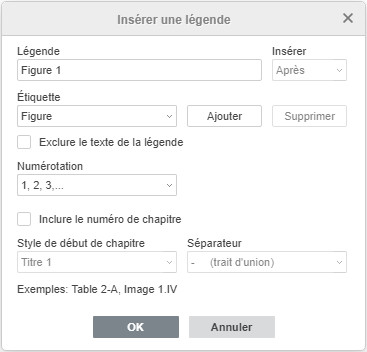 Insérer une légende
Légende Insérer
Figure 1 Après
Étiquette
Figure Ajouter Supprimer
Exclure le texte de la légende
Numérotation
1, 2, 3,...
Inclure le numéro de chapitre
Style de début de chapitre Séparateur
Titre 1 - (trait d'union)
Exemples: Table 2-A, Image 1.IV
OK Annuler